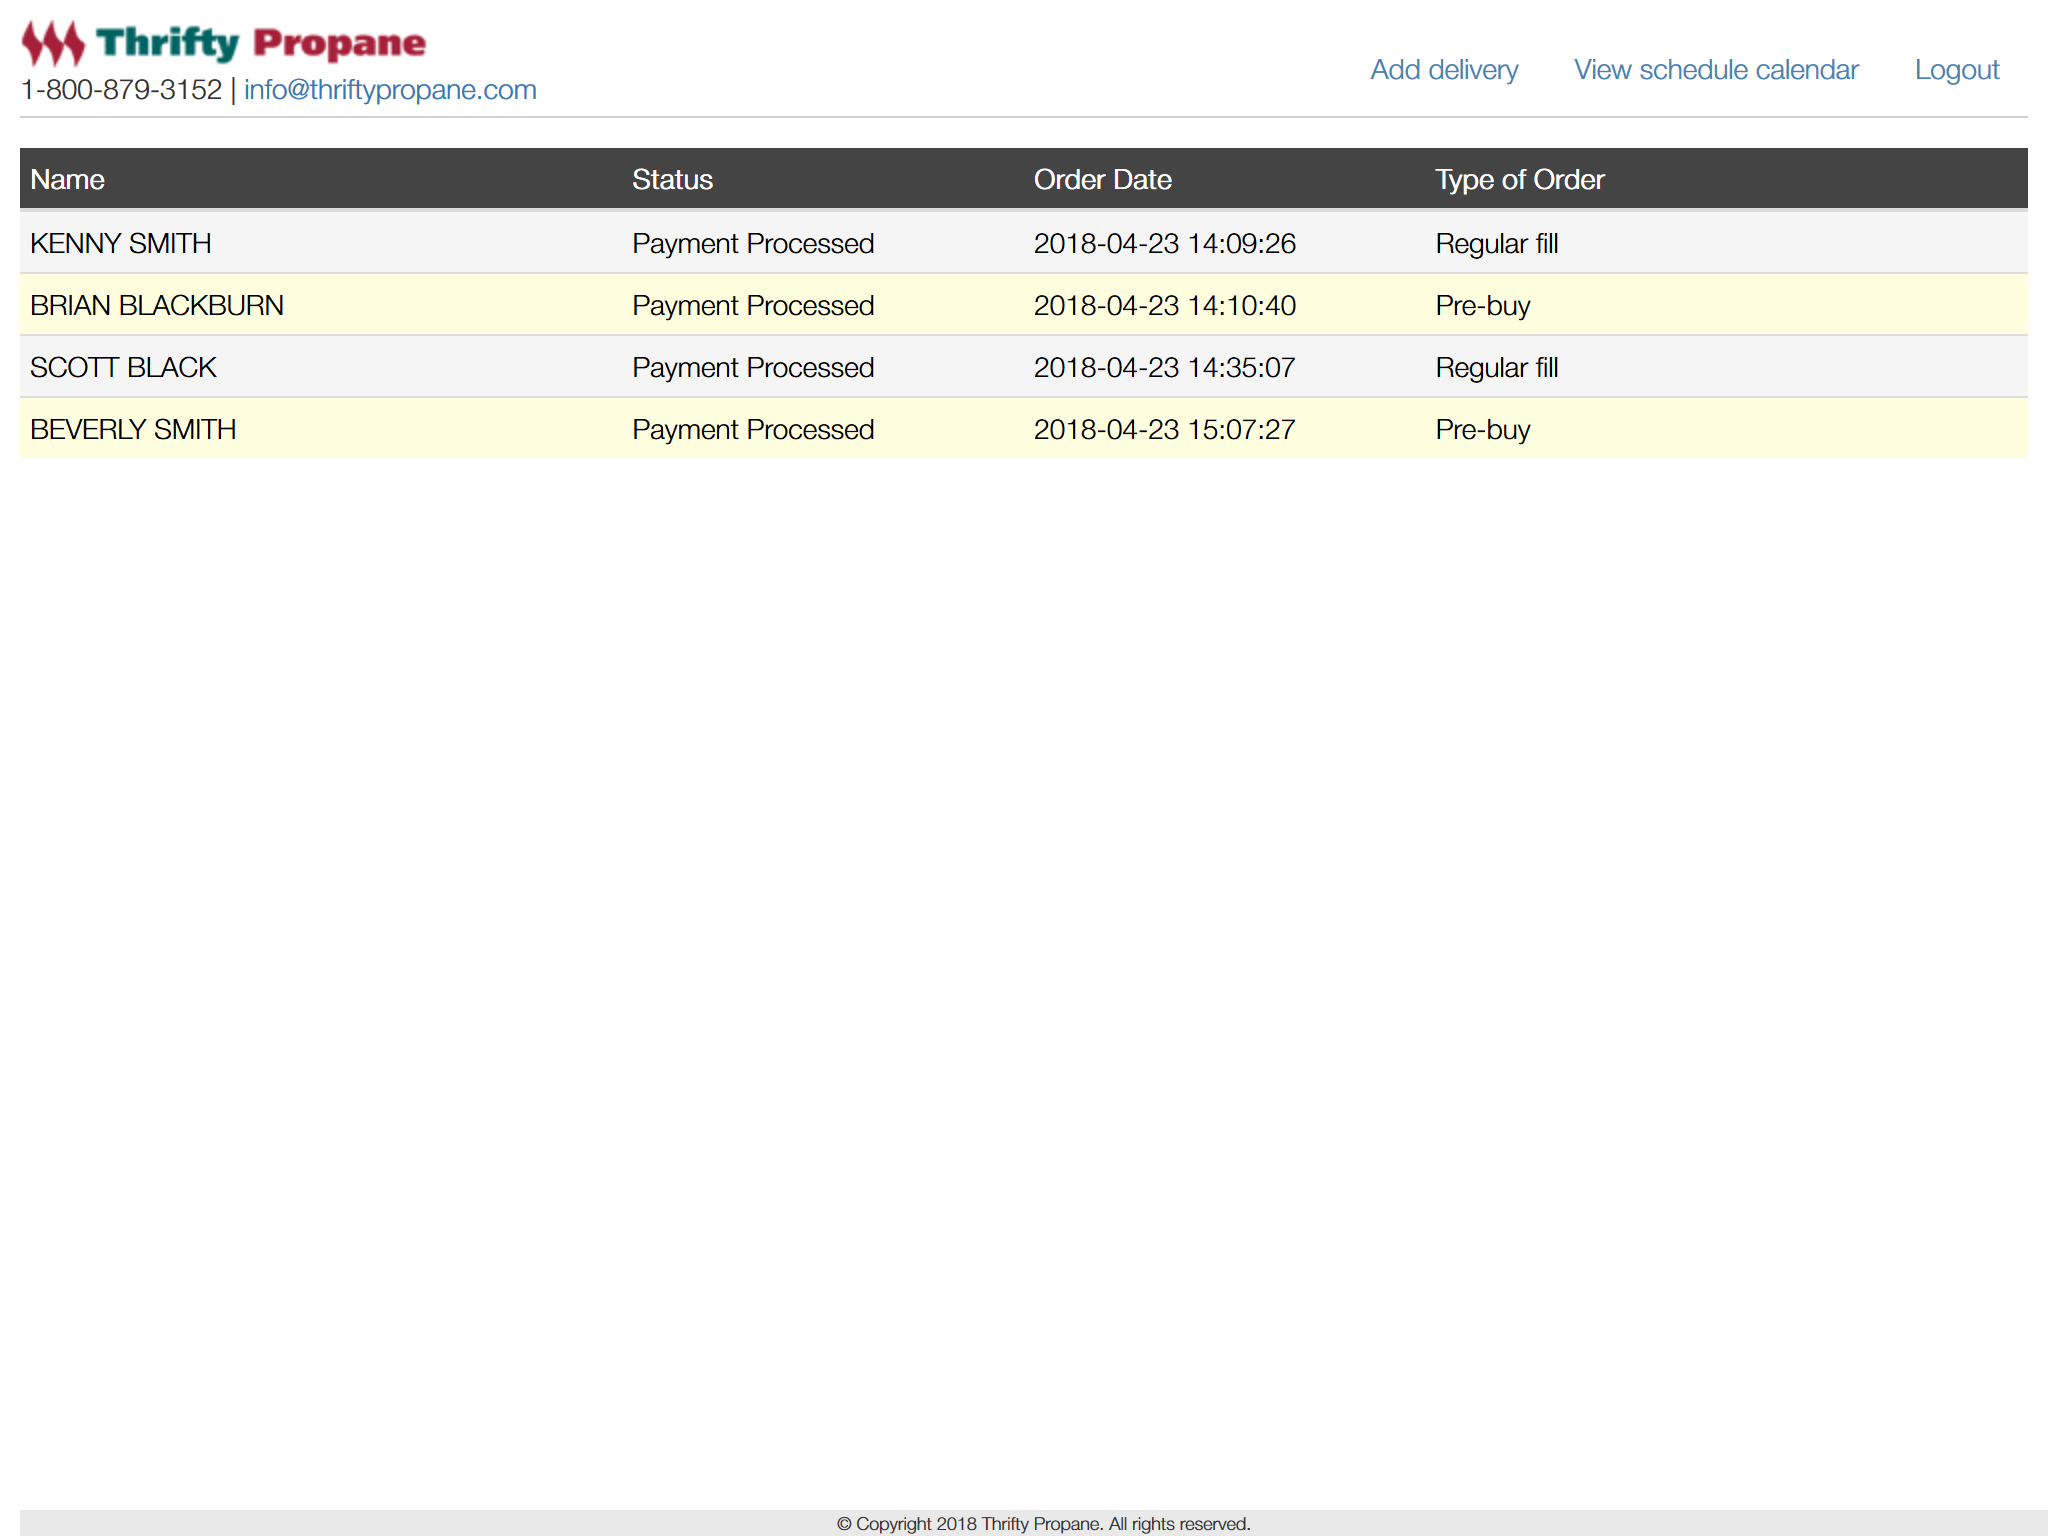 Thrifty Propane
1-800-879-3152 | info@thriftypropane.com
Add delivery View schedule calendar Logout
Name Status Order Date Type of Order
KENNY SMITH Payment Processed 2018-04-23 14:09:26 Regular fill
BRIAN BLACKBURN Payment Processed 2018-04-23 14:10:40 Pre-buy
SCOTT BLACK Payment Processed 2018-04-23 14:35:07 Regular fill
BEVERLY SMITH Payment Processed 2018-04-23 15:07:27 Pre-buy
© Copyright 2018 Thrifty Propane. All rights reserved.